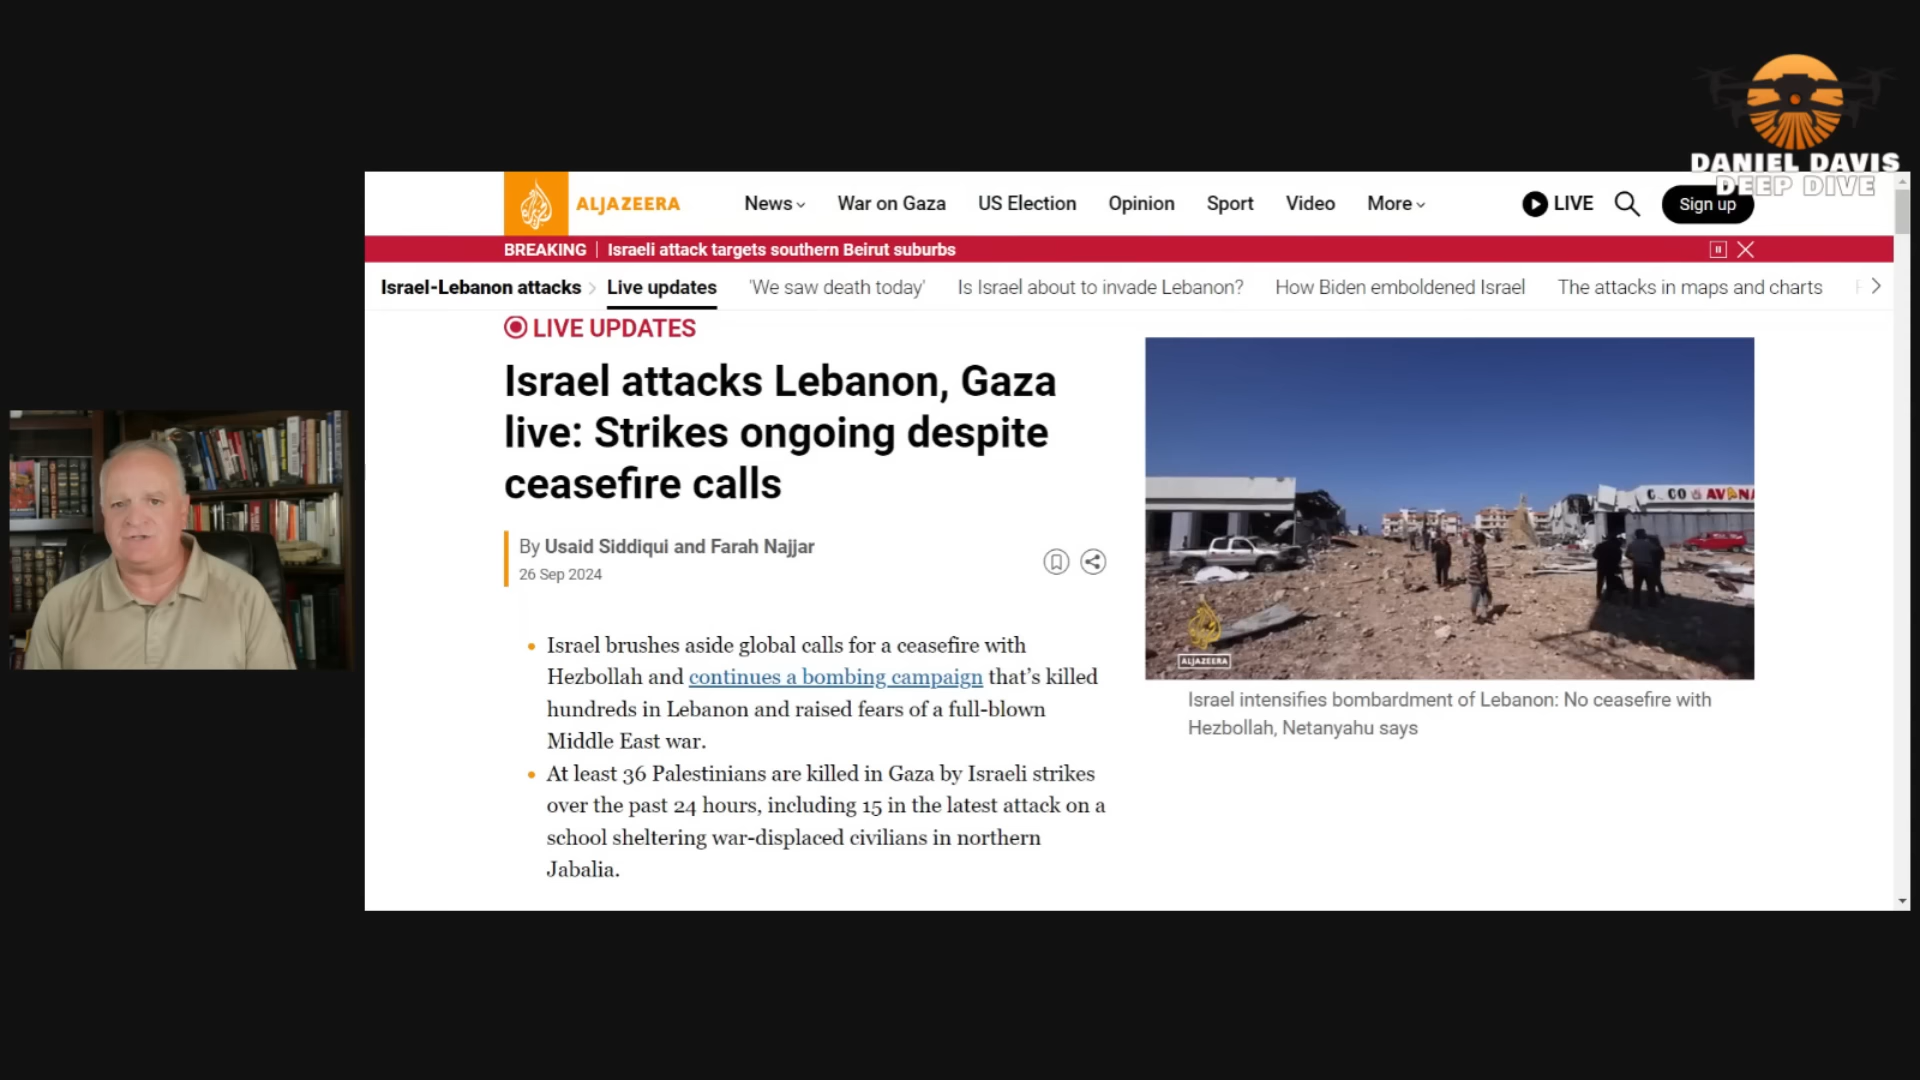 DANIEL DAVIS
DEEP DIVE
ALJAZEERA
News
War on Gaza
US Election
Opinion
Sport
Video
More
LIVE
Sign up
BREAKING | Israeli attack targets southern Beirut suburbs
Israel-Lebanon attacks
Live updates
'We saw death today'
Is Israel about to invade Lebanon?
How Biden emboldened Israel
The attacks in maps and charts
LIVE UPDATES
Israel attacks Lebanon, Gaza
live: Strikes ongoing despite
ceasefire calls
By Usaid Siddiqui and Farah Najjar
26 Sep 2024
Israel brushes aside global calls for a ceasefire with
Hezbollah and continues a bombing campaign that’s killed
hundreds in Lebanon and raised fears of a full-blown
Middle East war.
At least 36 Palestinians are killed in Gaza by Israeli strikes
over the past 24 hours, including 15 in the latest attack on a
school sheltering war-displaced civilians in northern
Jabalia.
ALJAZEERA
Israel intensifies bombardment of Lebanon: No ceasefire with
Hezbollah, Netanyahu says